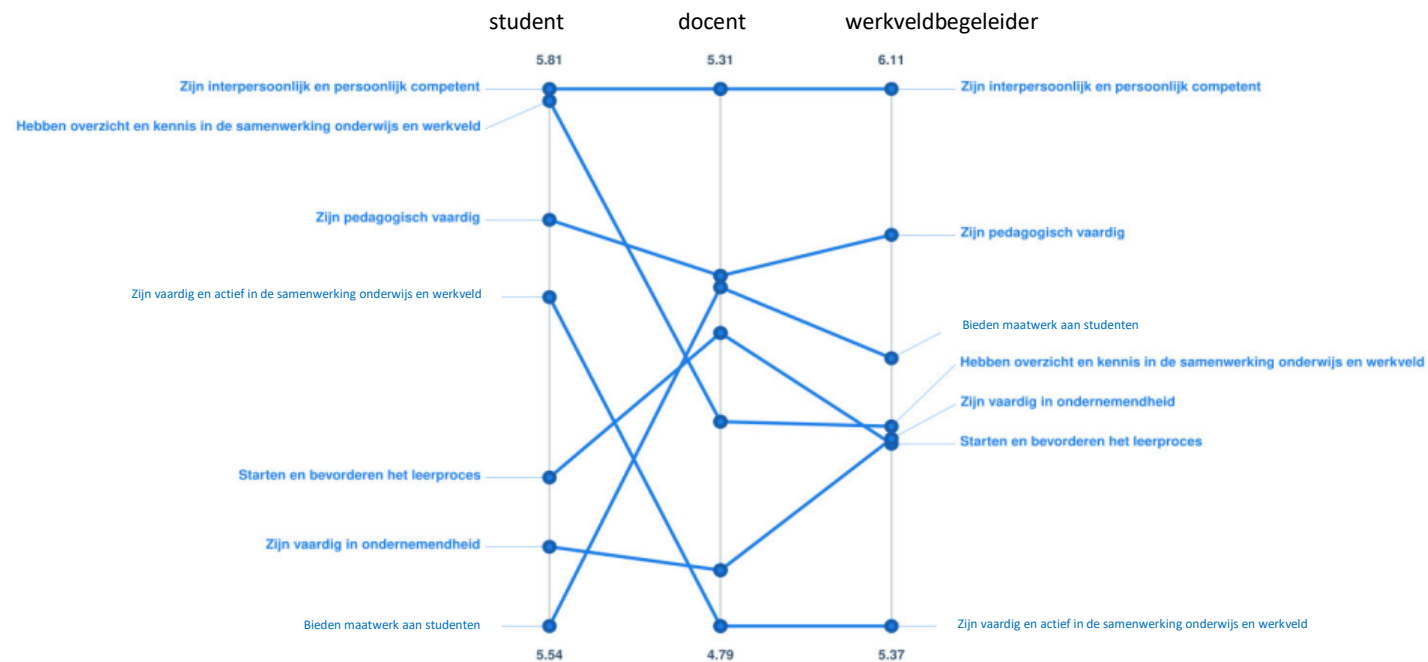 student docent werkveldbegeleider
5.81 5.31 6.11
Zijn interpersoonlijk en persoonlijk competent
Hebben overzicht en kennis in de samenwerking onderwijs en werkveld
Zijn pedagogisch vaardig
Zijn vaardig en actief in de samenwerking onderwijs en werkveld
Starten en bevorderen het leerproces
Zijn vaardig in ondernemendheid
Bieden maatwerk aan studenten
Zijn interpersoonlijk en persoonlijk competent
Zijn pedagogisch vaardig
Bieden maatwerk aan studenten
Hebben overzicht en kennis in de samenwerking onderwijs en werkveld
Zijn vaardig in ondernemendheid
Starten en bevorderen het leerproces
Zijn vaardig en actief in de samenwerking onderwijs en werkveld
5.54 4.79 5.37